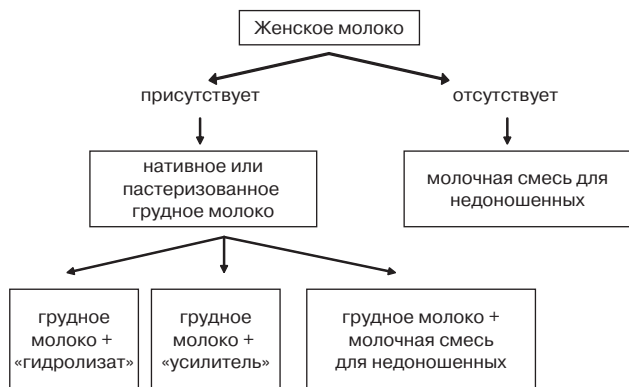 Женское молоко
присутствует
отсутствует
нативное или
пастеризованное
грудное молоко
молочная смесь для
недоношенных
грудное
молоко +
«гидролизат»
грудное
молоко +
«усилитель»
грудное молоко +
молочная смесь
для недоношенных